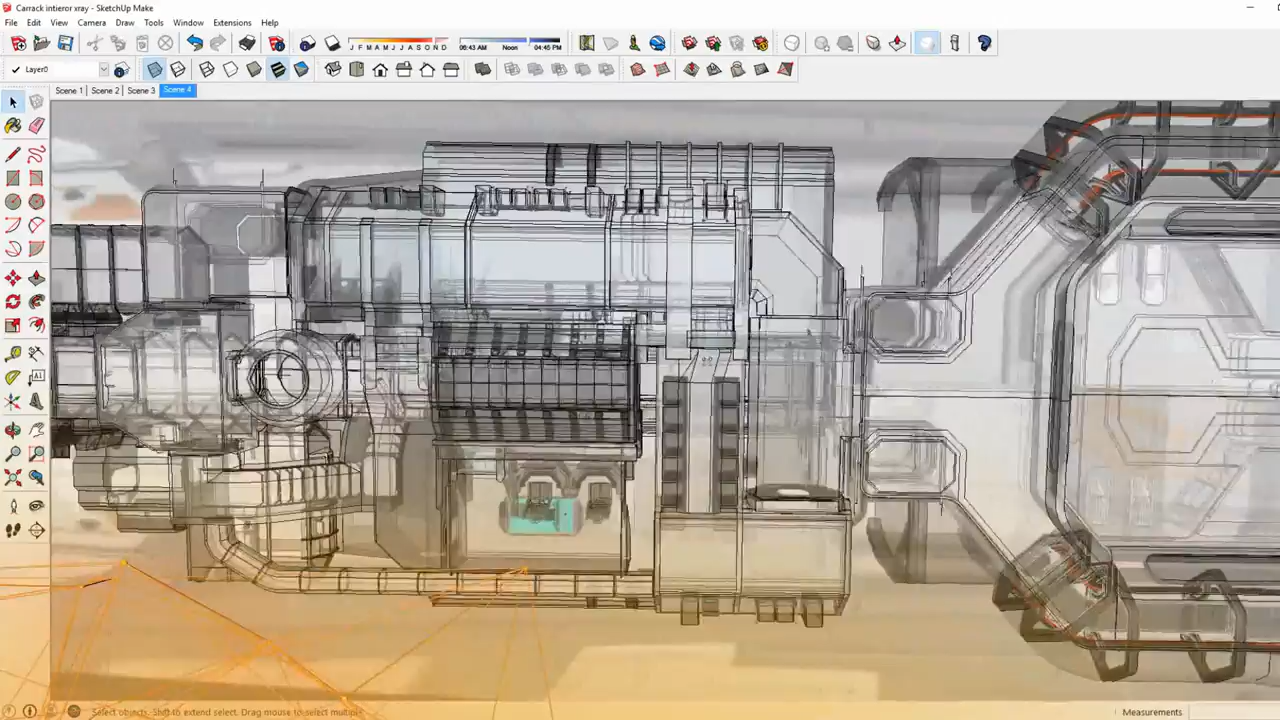 Carrack intieror xray - SketchUp Make
File Edit View Camera Draw Tools Window Extensions Help
J F M A M J J A S O N D 06:43 AM Noon 04:45 PM
Layer0
Scene 1 Scene 2 Scene 3 Scene 4
A1
Select objects. Shift to extend select. Drag mouse to select multiple
Measurements